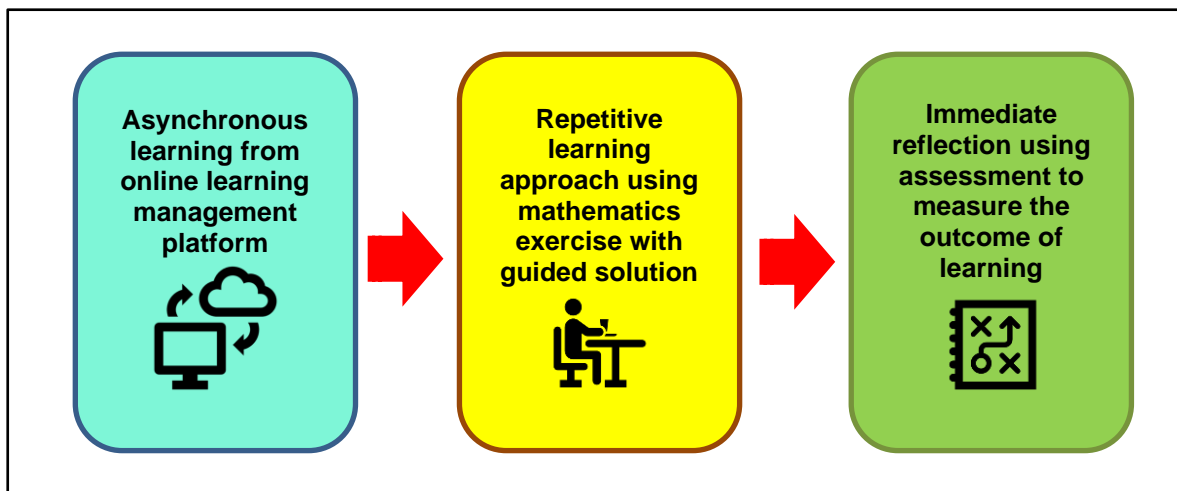 Asynchronous
learning from
online learning
management
platform
Repetitive
learning
approach using
mathematics
exercise with
guided solution
Immediate
reflection using
assessment to
measure the
outcome of
learning